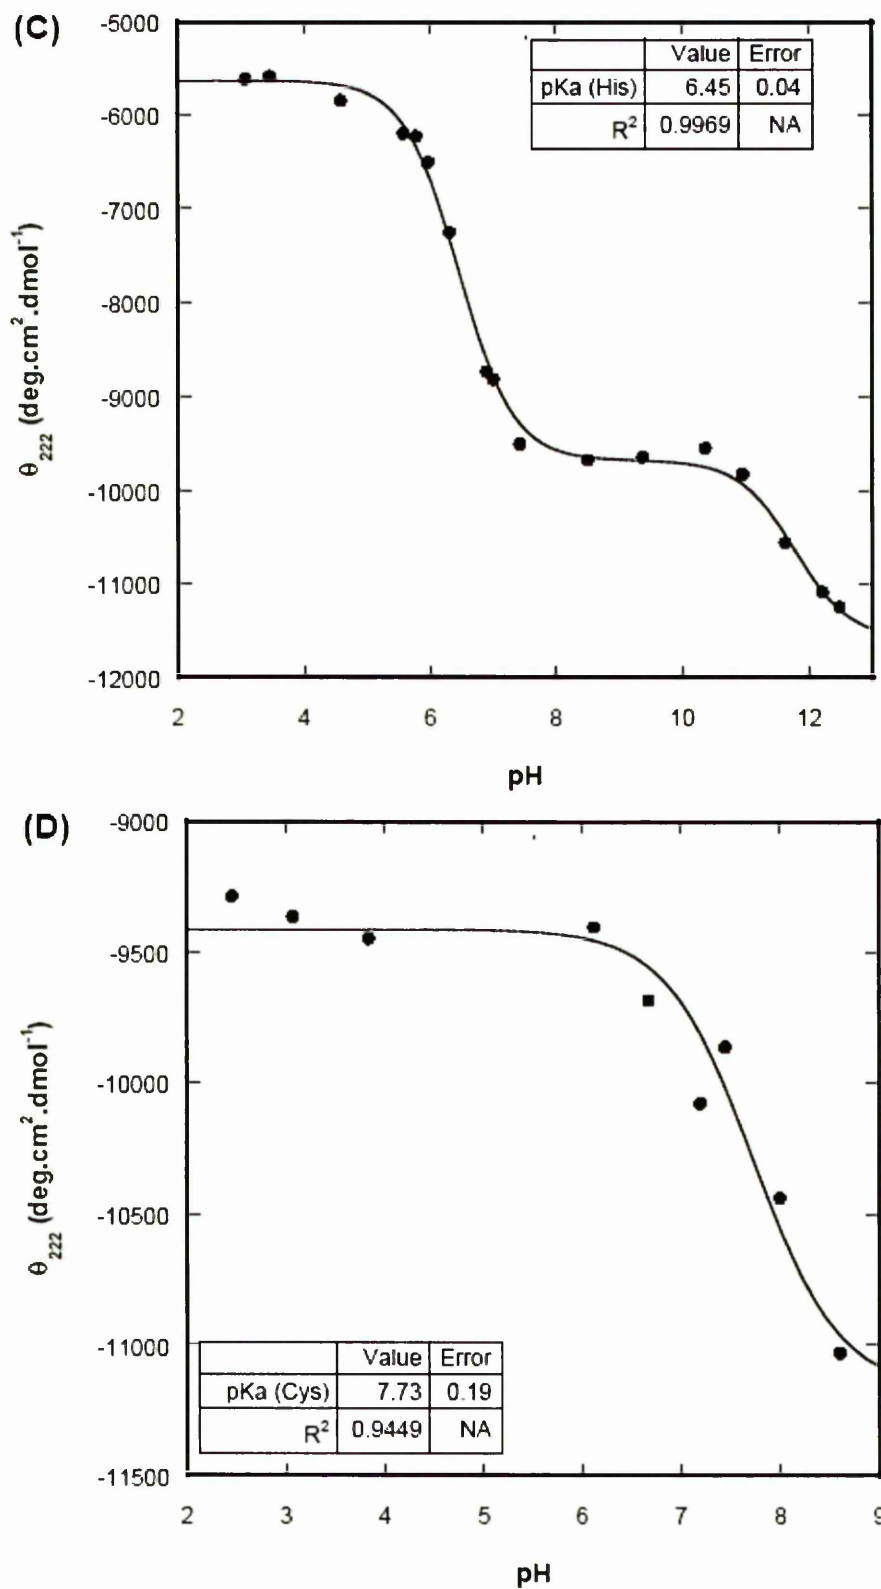 (C)
-5000
-6000
-7000
-8000
-9000
-10000
-11000
-12000
θ222 (deg.cm2.dmol-1)
Value Error
pKa (His) 6.45 0.04
R2 0.9969 NA
2 4 6 8 10 12
pH
(D)
-9000
-9500
-10000
-10500
-11000
-11500
θ222 (deg.cm2.dmol-1)
Value Error
pKa (Cys) 7.73 0.19
R2 0.9449 NA
2 3 4 5 6 7 8 9
pH